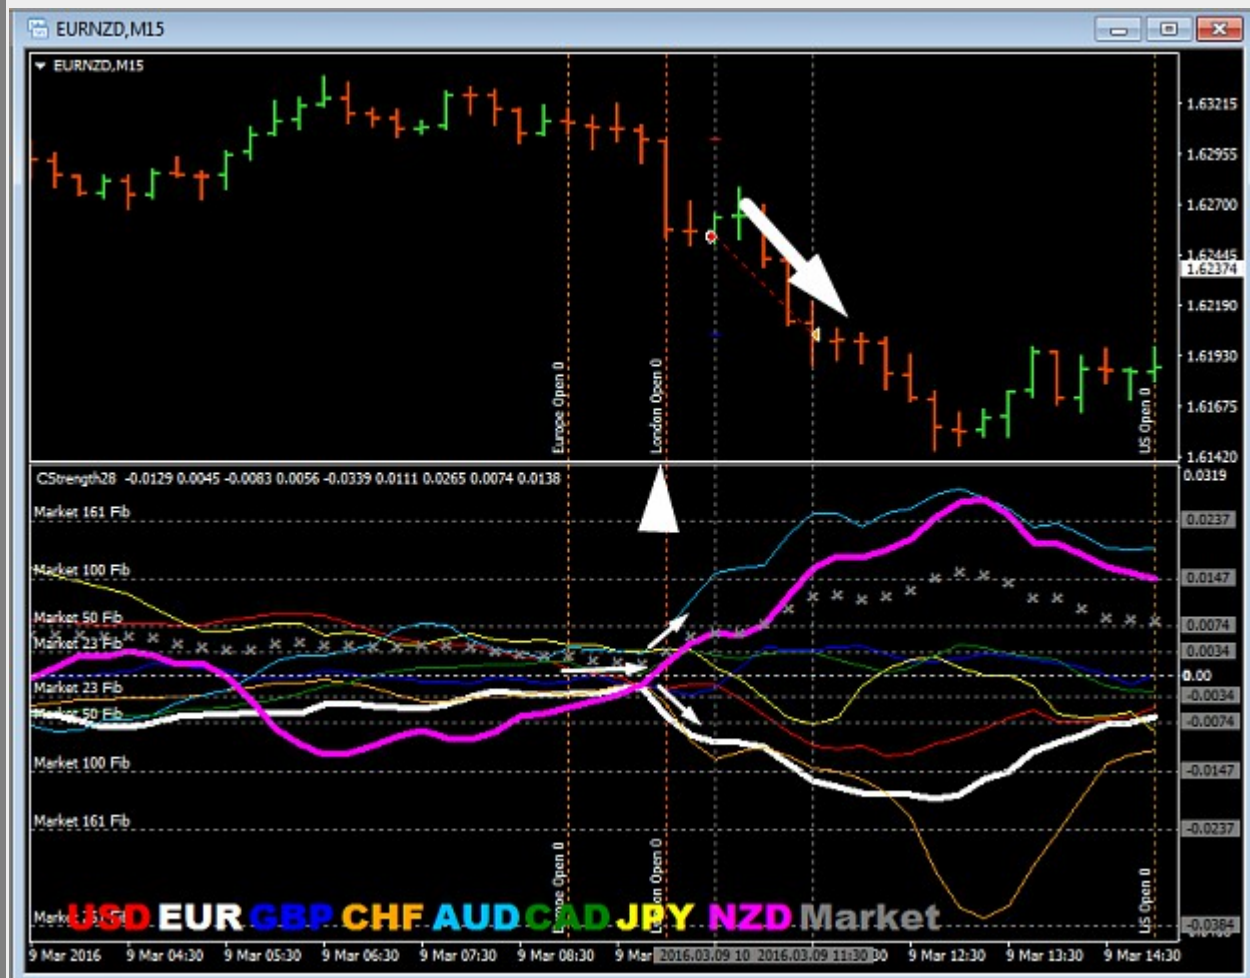 EURNZD,M15
EURNZD,M15
1.63215
1.62955
1.62700
1.62445
1.62374
1.62190
1.61930
1.61675
1.61420
Europe Open 0
London Open 0
US Open 0
CStrength28 -0.0129 0.0045 -0.0083 0.0056 -0.0339 0.0111 0.0265 0.0074 0.0138
0.0319
Market 161 Fib
0.0237
Market 100 Fib
0.0147
Market 50 Fib
0.0074
Market 23 Fib
0.0034
0.00
Market 23 Fib
-0.0034
Market 50 Fib
-0.0074
Market 100 Fib
-0.0147
Market 161 Fib
-0.0237
Europe Open 0
London Open 0
US Open 0
Market Fib
USD EUR GBP CHF AUD CAD JPY NZD Market
-0.0384
9 Mar 2016 9 Mar 04:30 9 Mar 05:30 9 Mar 06:30 9 Mar 07:30 9 Mar 08:30 9 Mar 2016.03.09 10 2016.03.09 11:30 30 9 Mar 12:30 9 Mar 13:30 9 Mar 14:30